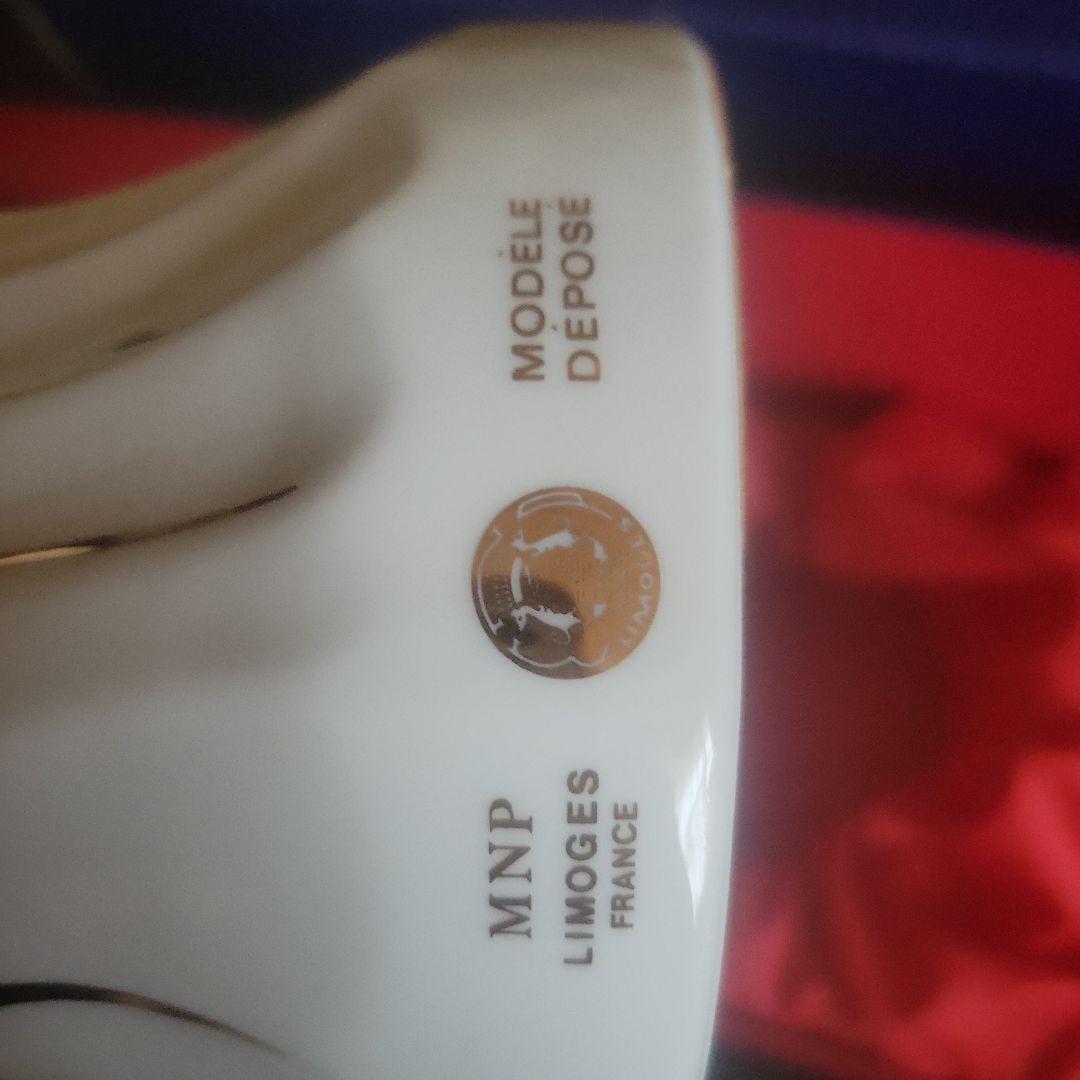 MNP
LIMOGES
FRANCE
LIMOGES
MODÈLE
DÉPOSÉ